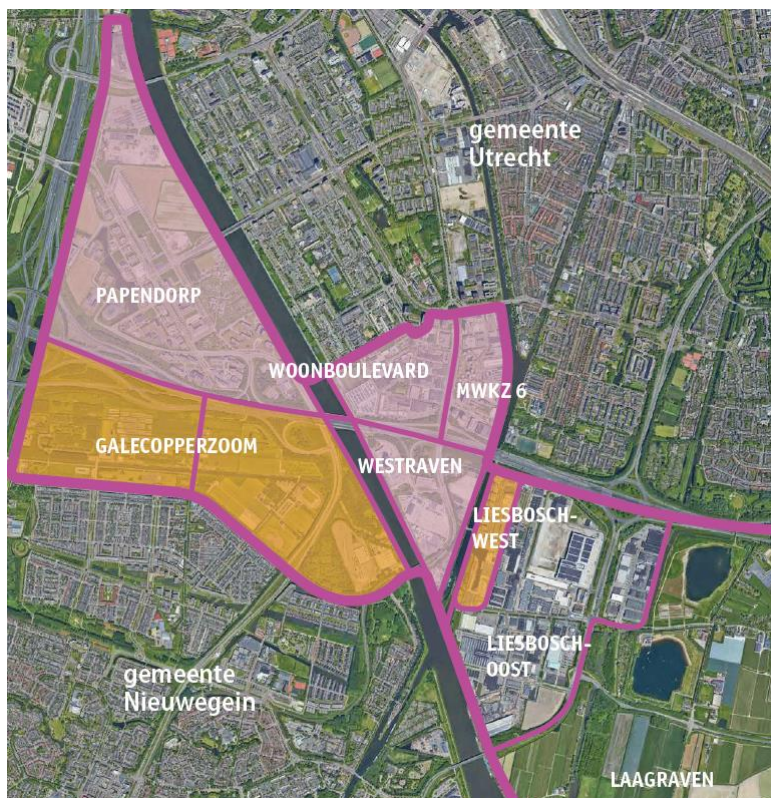 gemeente
Utrecht
PAPENDORP
WOONBOULEVARD
MWKZ 6
GALECOPPERZOOM
WESTRAVEN
LIESBOSCH-
WEST
LIESBOSCH-
OOST
gemeente
Nieuwegein
LAAGRAVEN